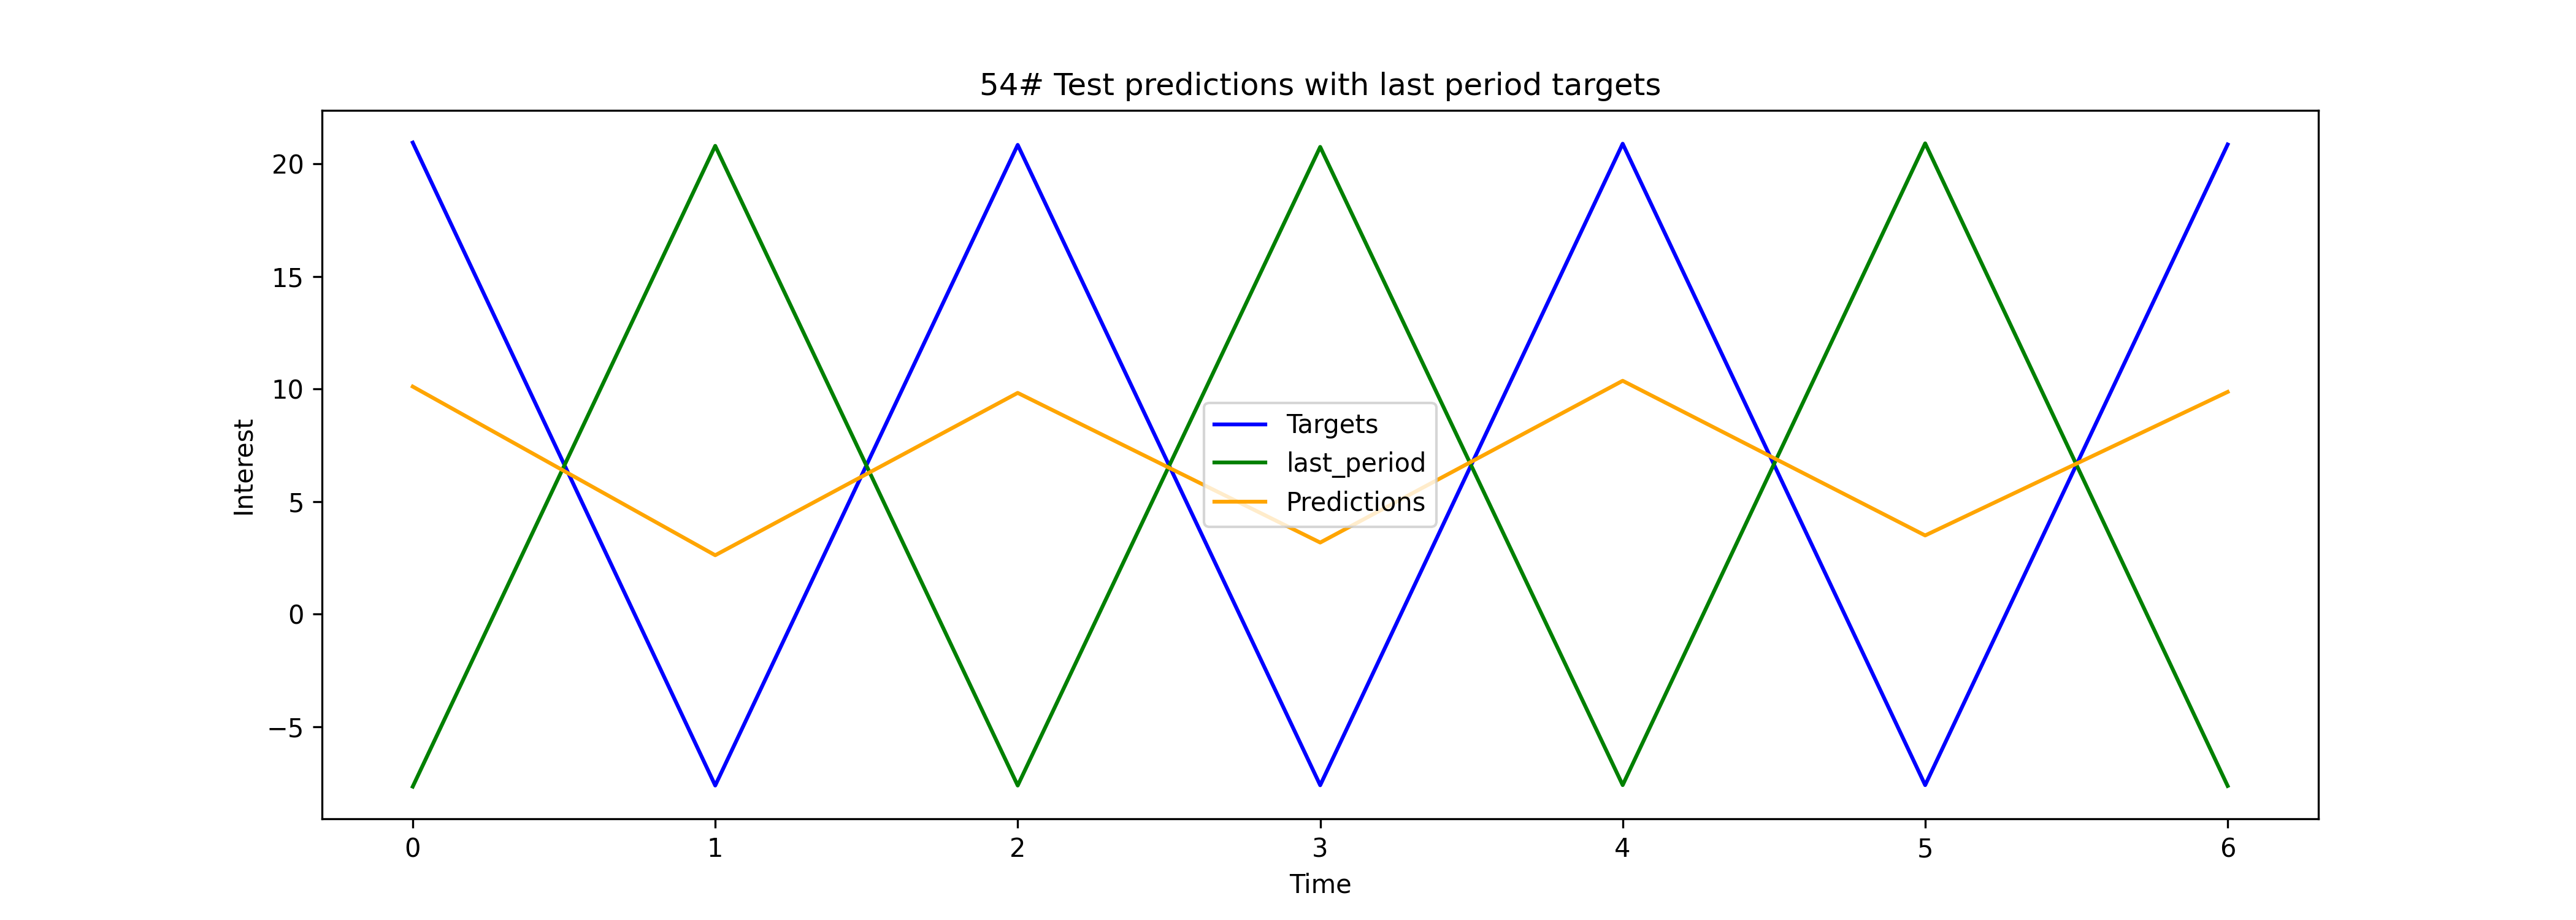 54# Test predictions with last period targets
Interest
20
15
10
5
0
−5
Targets
last_period
Predictions
0 1 2 3 4 5 6
Time